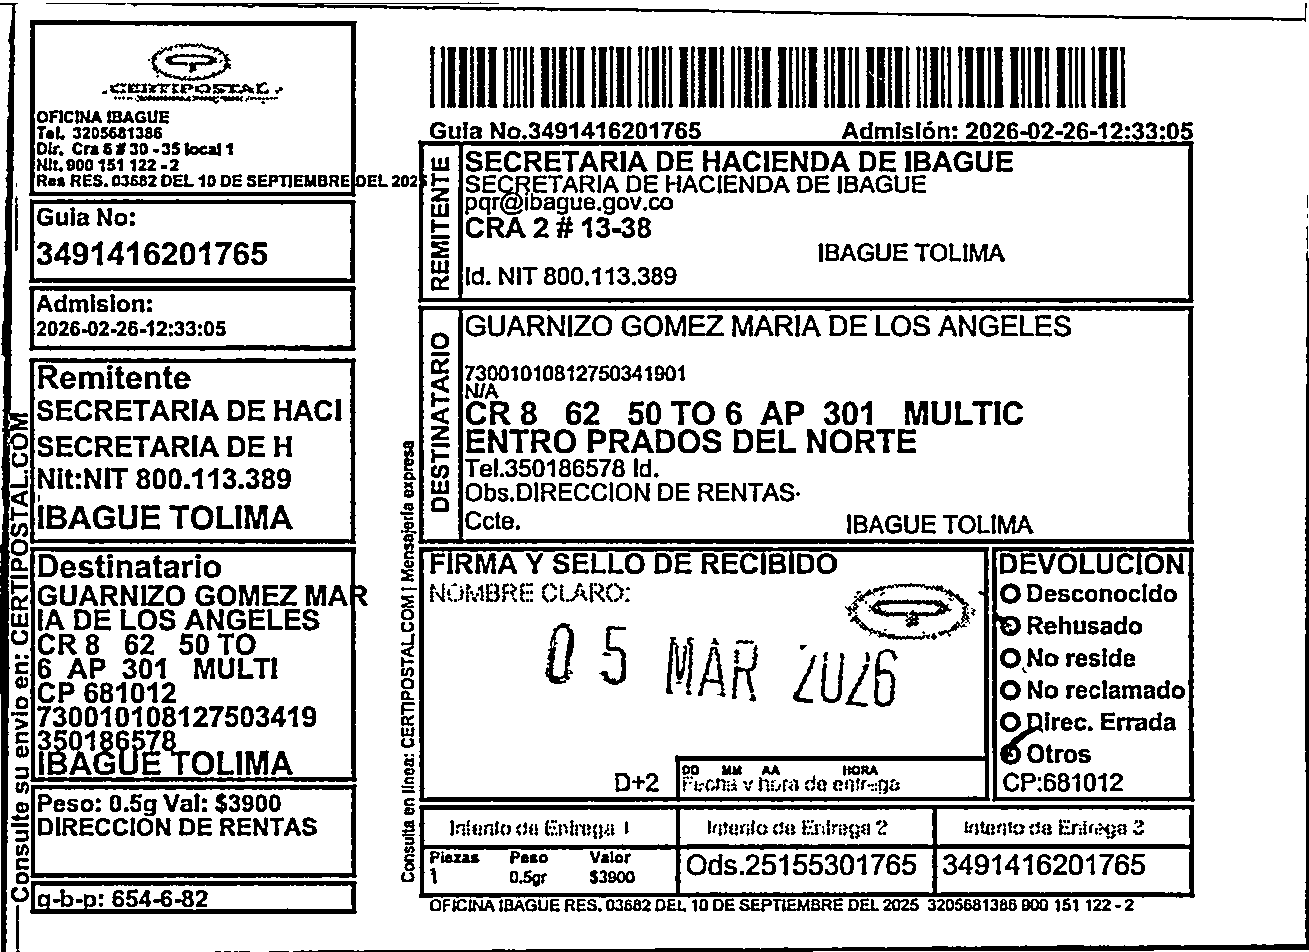 CERTIPOSTAL
OFICINA IBAGUE
Tel. 3205681386
Dir. Cra 6 # 30 - 35 local 1
Nit. 900 151 122 - 2
Res RES. 03682 DEL 10 DE SEPTIEMBRE DEL 2025
Guia No:
3491416201765
Admision:
2026-02-26-12:33:05
Remitente
SECRETARIA DE HACI
SECRETARIA DE H
Nit:NIT 800.113.389
IBAGUE TOLIMA
Destinatario
GUARNIZO GOMEZ MAR
IA DE LOS ANGELES
CR 8 62 50 TO
6 AP 301 MULTI
CP 681012
730010108127503419
350186578
IBAGUE TOLIMA
Peso: 0.5g Val: $3900
DIRECCION DE RENTAS
g-b-p: 654-6-82
Consulte su envio en: CERTIPOSTAL.COM
Guia No.3491416201765 Admisión: 2026-02-26-12:33:05
REMITENTE
SECRETARIA DE HACIENDA DE IBAGUE
SECRETARIA DE HACIENDA DE IBAGUE
pqr@ibague.gov.co
CRA 2 # 13-38
IBAGUE TOLIMA
Id. NIT 800.113.389
DESTINATARIO
GUARNIZO GOMEZ MARIA DE LOS ANGELES
73001010812750341901
N/A
CR 8 62 50 TO 6 AP 301 MULTIC
ENTRO PRADOS DEL NORTE
Tel.350186578 Id.
Obs.DIRECCION DE RENTAS
Ccte. IBAGUE TOLIMA
Consulta en linea: CERTIPOSTAL.COM | Mensajeria expresa
FIRMA Y SELLO DE RECIBIDO
NOMBRE CLARO:
05 MAR 2026
D+2
DD MM AA HORA
Fecha y hora de entrega
DEVOLUCION
Desconocido
Rehusado
No reside
No reclamado
Direc. Errada
Otros
CP:681012
Intento de Entrega 1 Intento de Entrega 2 Intento de Entrega 3
Piezas Peso Valor
1 0.5gr $3900
Ods.25155301765 3491416201765
OFICINA IBAGUE RES. 03682 DEL 10 DE SEPTIEMBRE DEL 2025 3205681386 900 151 122 - 2